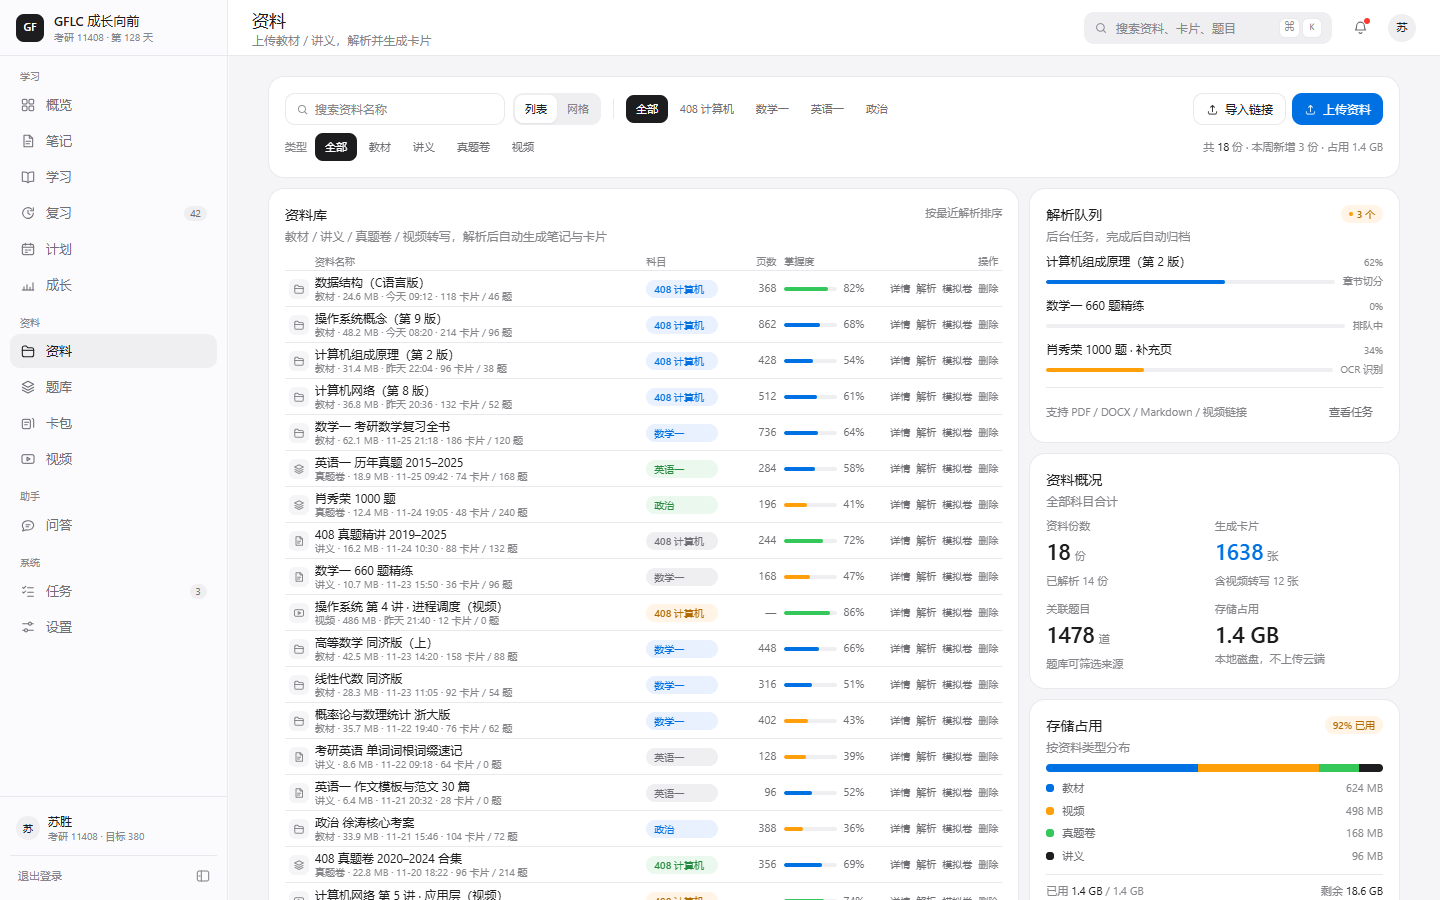 GF
GFLC 成长向前
考研 11408 · 第 128 天
学习
概览
笔记
学习
复习
42
计划
成长
资料
资料
题库
卡包
视频
助手
问答
系统
任务
3
设置
苏
苏胜
考研 11408 · 目标 380
退出登录
资料
上传教材 / 讲义，解析并生成卡片
搜索资料、卡片、题目
⌘ K
苏
搜索资料名称
列表 网格
全部 408 计算机 数学一 英语一 政治
导入链接
上传资料
类型 全部 教材 讲义 真题卷 视频
共 18 份 · 本周新增 3 份 · 占用 1.4 GB
资料库
按最近解析排序
教材 / 讲义 / 真题卷 / 视频转写，解析后自动生成笔记与卡片
资料名称 科目 页数 掌握度 操作
数据结构（C语言版） 408 计算机 368 82% 详情 解析 模拟卷 删除
教材 · 24.6 MB · 今天 09:12 · 118 卡片 / 46 题
操作系统概念（第 9 版） 408 计算机 862 68% 详情 解析 模拟卷 删除
教材 · 48.2 MB · 今天 08:20 · 214 卡片 / 96 题
计算机组成原理（第 2 版） 408 计算机 428 54% 详情 解析 模拟卷 删除
教材 · 31.4 MB · 昨天 22:04 · 96 卡片 / 38 题
计算机网络（第 8 版） 408 计算机 512 61% 详情 解析 模拟卷 删除
教材 · 36.8 MB · 昨天 20:36 · 132 卡片 / 52 题
数学一 考研数学复习全书 数学一 736 64% 详情 解析 模拟卷 删除
教材 · 62.1 MB · 11-25 21:18 · 186 卡片 / 120 题
英语一 历年真题 2015–2025 英语一 284 58% 详情 解析 模拟卷 删除
真题卷 · 18.9 MB · 11-25 09:42 · 74 卡片 / 168 题
肖秀荣 1000 题 政治 196 41% 详情 解析 模拟卷 删除
真题卷 · 12.4 MB · 11-24 19:05 · 48 卡片 / 240 题
408 真题精讲 2019–2025 408 计算机 244 72% 详情 解析 模拟卷 删除
讲义 · 16.2 MB · 11-24 10:30 · 88 卡片 / 132 题
数学一 660 题精练 数学一 168 47% 详情 解析 模拟卷 删除
讲义 · 10.7 MB · 11-23 15:50 · 36 卡片 / 96 题
操作系统 第 4 讲 · 进程调度（视频） 408 计算机 — 86% 详情 解析 模拟卷 删除
视频 · 486 MB · 昨天 21:40 · 12 卡片 / 0 题
高等数学 同济版（上） 数学一 448 66% 详情 解析 模拟卷 删除
教材 · 42.5 MB · 11-23 14:20 · 158 卡片 / 88 题
线性代数 同济版 数学一 316 51% 详情 解析 模拟卷 删除
教材 · 28.3 MB · 11-23 11:05 · 92 卡片 / 54 题
概率论与数理统计 浙大版 数学一 402 43% 详情 解析 模拟卷 删除
教材 · 35.7 MB · 11-22 19:40 · 76 卡片 / 62 题
考研英语 单词词根词缀速记 英语一 128 39% 详情 解析 模拟卷 删除
讲义 · 8.6 MB · 11-22 09:18 · 64 卡片 / 0 题
英语一 作文模板与范文 30 篇 英语一 96 52% 详情 解析 模拟卷 删除
讲义 · 6.4 MB · 11-21 20:32 · 28 卡片 / 0 题
政治 徐涛核心考案 政治 388 36% 详情 解析 模拟卷 删除
教材 · 33.9 MB · 11-21 15:46 · 104 卡片 / 72 题
408 真题卷 2020–2024 合集 408 计算机 356 69% 详情 解析 模拟卷 删除
真题卷 · 22.8 MB · 11-20 18:22 · 96 卡片 / 214 题
计算机网络 第 5 讲 · 应用层（视频） 408 计算机 74% 详情 解析 模拟卷 删除
解析队列
3 个
后台任务，完成后自动归档
计算机组成原理（第 2 版） 62%
章节切分
数学一 660 题精练 0%
排队中
肖秀荣 1000 题 · 补充页 34%
OCR 识别
支持 PDF / DOCX / Markdown / 视频链接 查看任务
资料概况
全部科目合计
资料份数 生成卡片
18 份 1638 张
已解析 14 份 含视频转写 12 张
关联题目 存储占用
1478 道 1.4 GB
题库可筛选来源 本地磁盘，不上传云端
存储占用
92% 已用
按资料类型分布
教材 624 MB
视频 498 MB
真题卷 168 MB
讲义 96 MB
已用 1.4 GB / 1.4 GB 剩余 18.6 GB